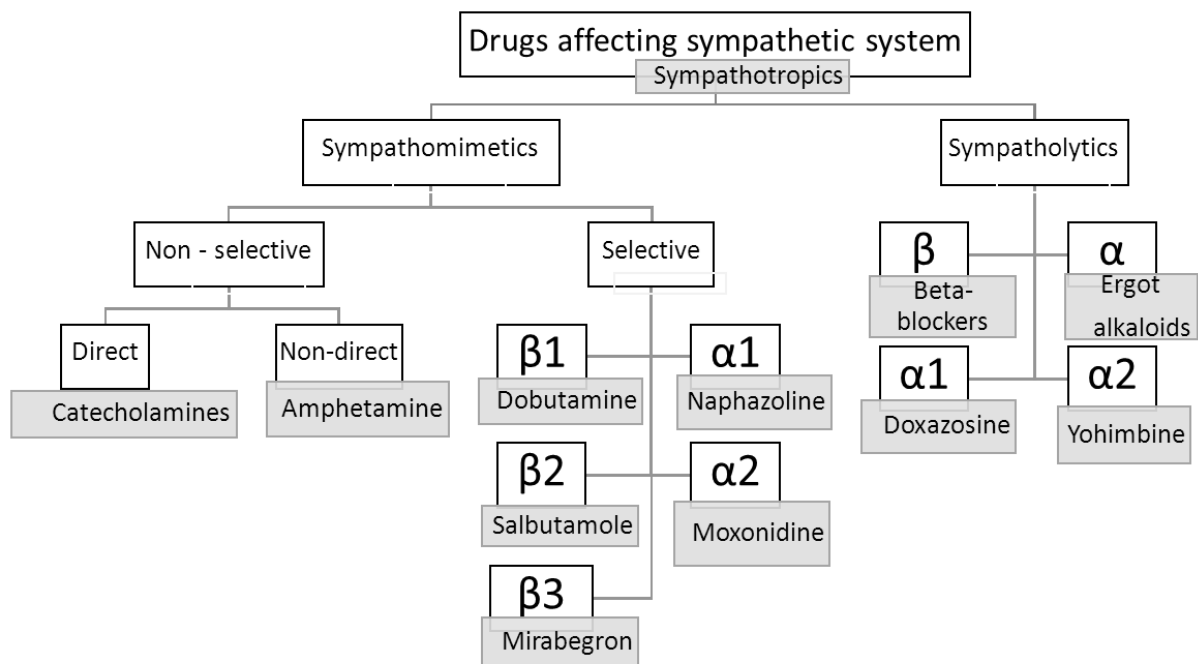 Drugs affecting sympathetic system
Sympathotropics
Sympathomimetics
Sympatholytics
Non - selective
Selective
Direct
Catecholamines
Non-direct
Amphetamine
β1
Dobutamine
α1
Naphazoline
β2
Salbutamole
α2
Moxonidine
β3
Mirabegron
β
Beta-
blockers
α
Ergot
alkaloids
α1
Doxazosine
α2
Yohimbine